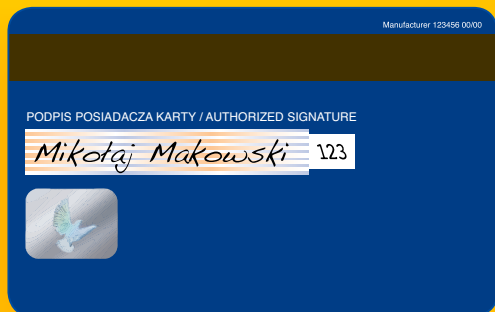 Manufacturer 123456 00/00
PODPIS POSIADACZA KARTY / AUTHORIZED SIGNATURE
Mikołaj Makowski 123